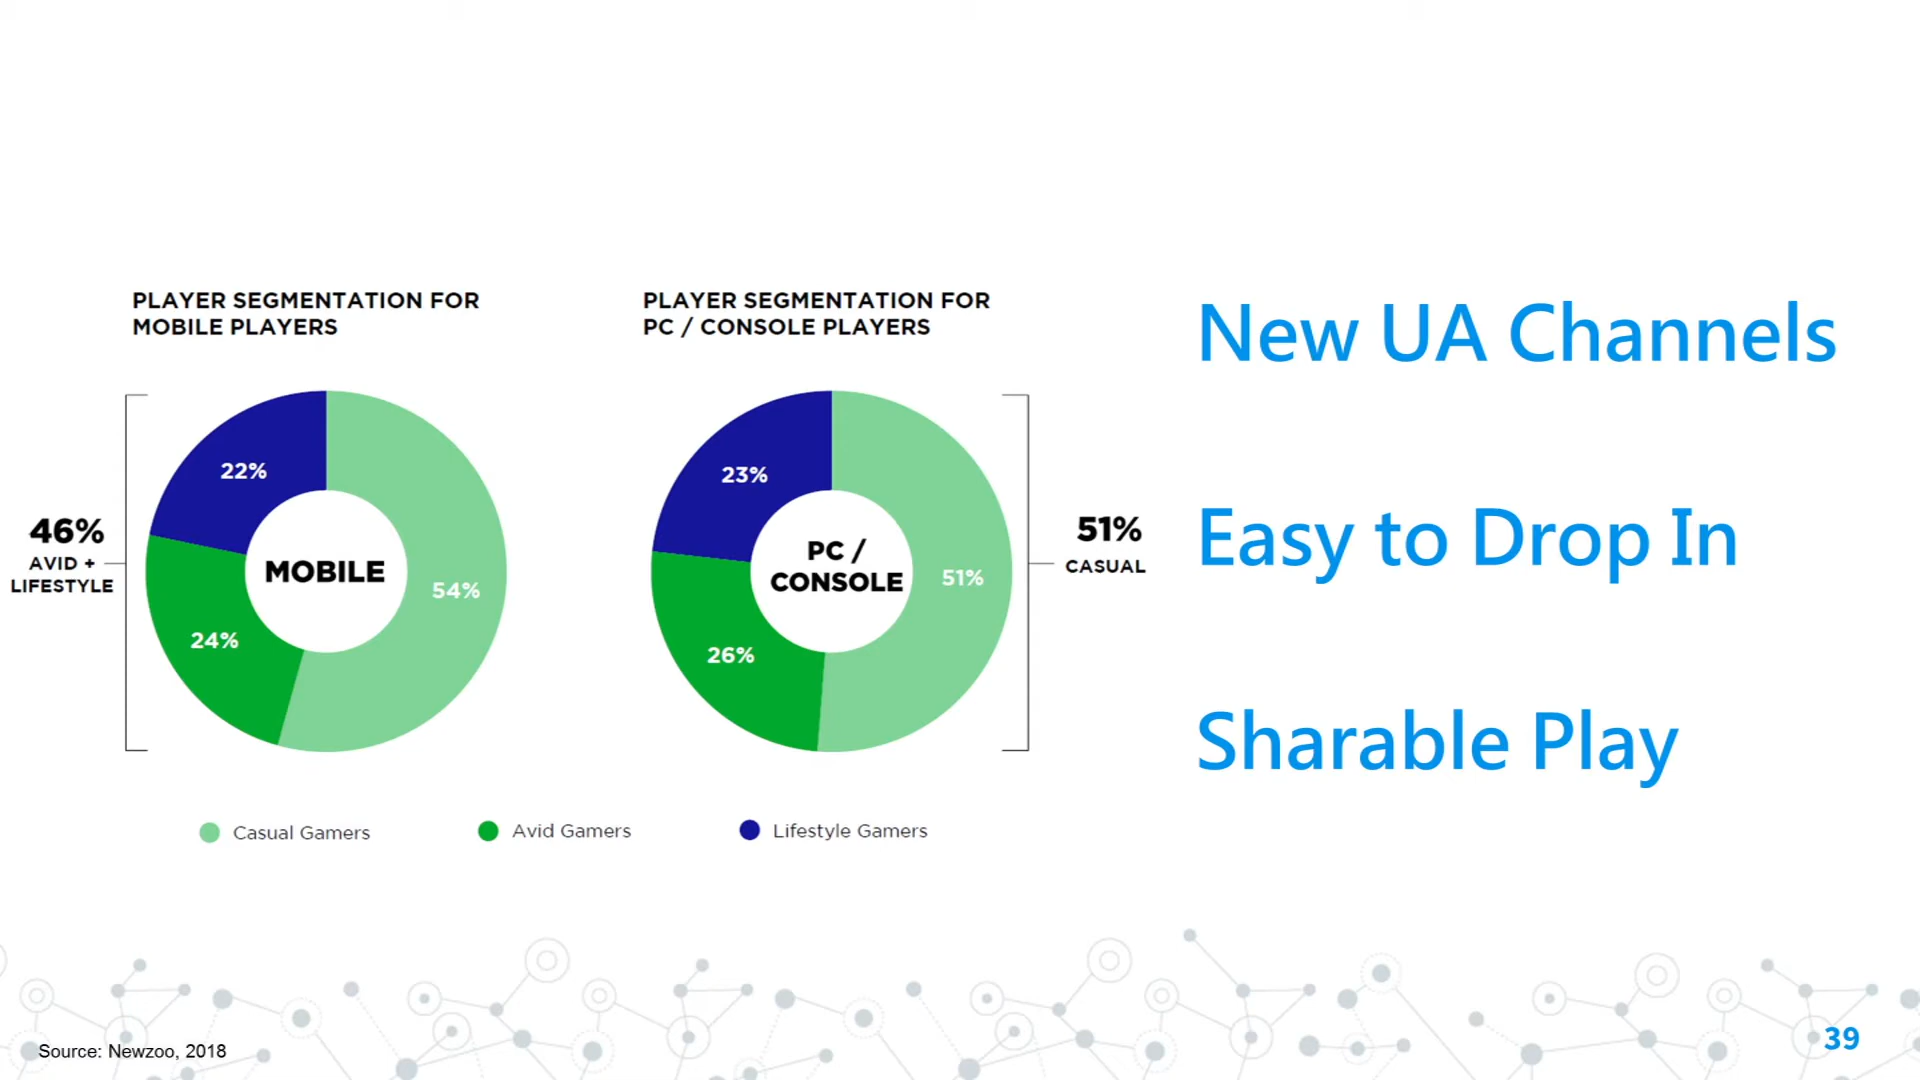 PLAYER SEGMENTATION FOR
MOBILE PLAYERS
22%
54%
24%
MOBILE
46%
AVID +
LIFESTYLE
PLAYER SEGMENTATION FOR
PC / CONSOLE PLAYERS
23%
51%
26%
PC /
CONSOLE
51%
CASUAL
Casual Gamers
Avid Gamers
Lifestyle Gamers
New UA Channels
Easy to Drop In
Sharable Play
Source: Newzoo, 2018
39